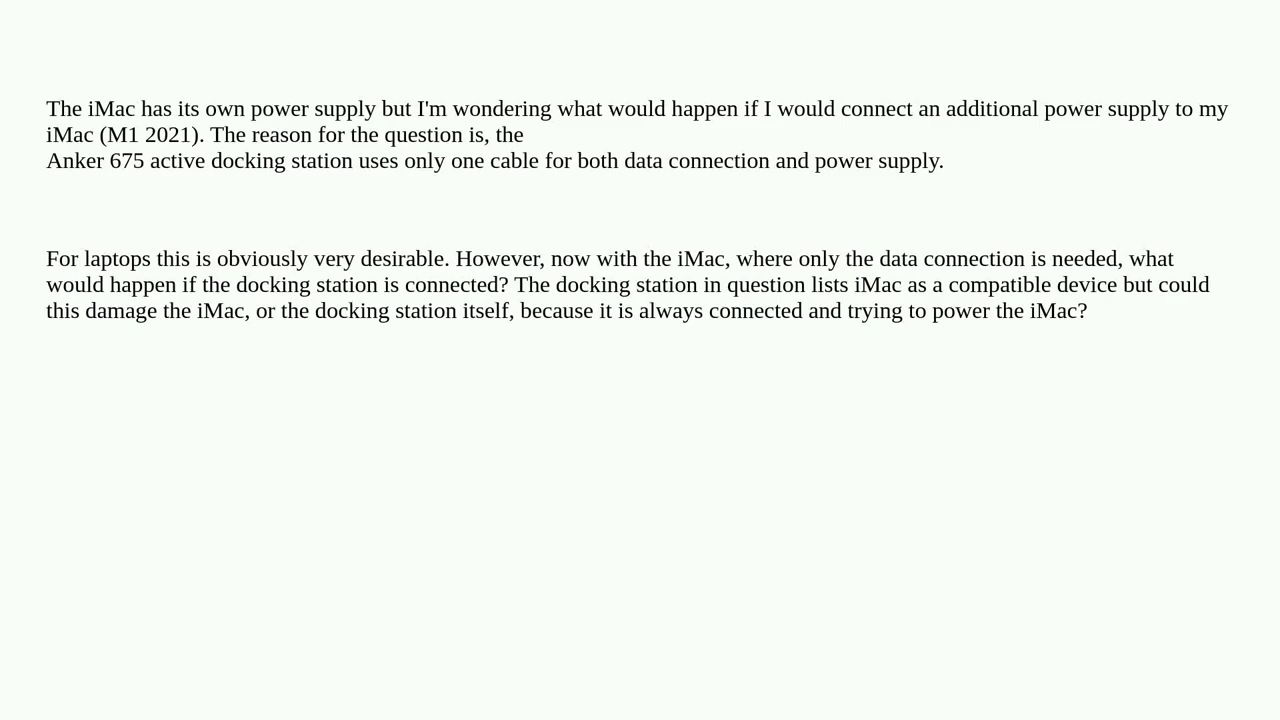 The iMac has its own power supply but I'm wondering what would happen if I would connect an additional power supply to my
iMac (M1 2021). The reason for the question is, the
Anker 675 active docking station uses only one cable for both data connection and power supply.
For laptops this is obviously very desirable. However, now with the iMac, where only the data connection is needed, what
would happen if the docking station is connected? The docking station in question lists iMac as a compatible device but could
this damage the iMac, or the docking station itself, because it is always connected and trying to power the iMac?